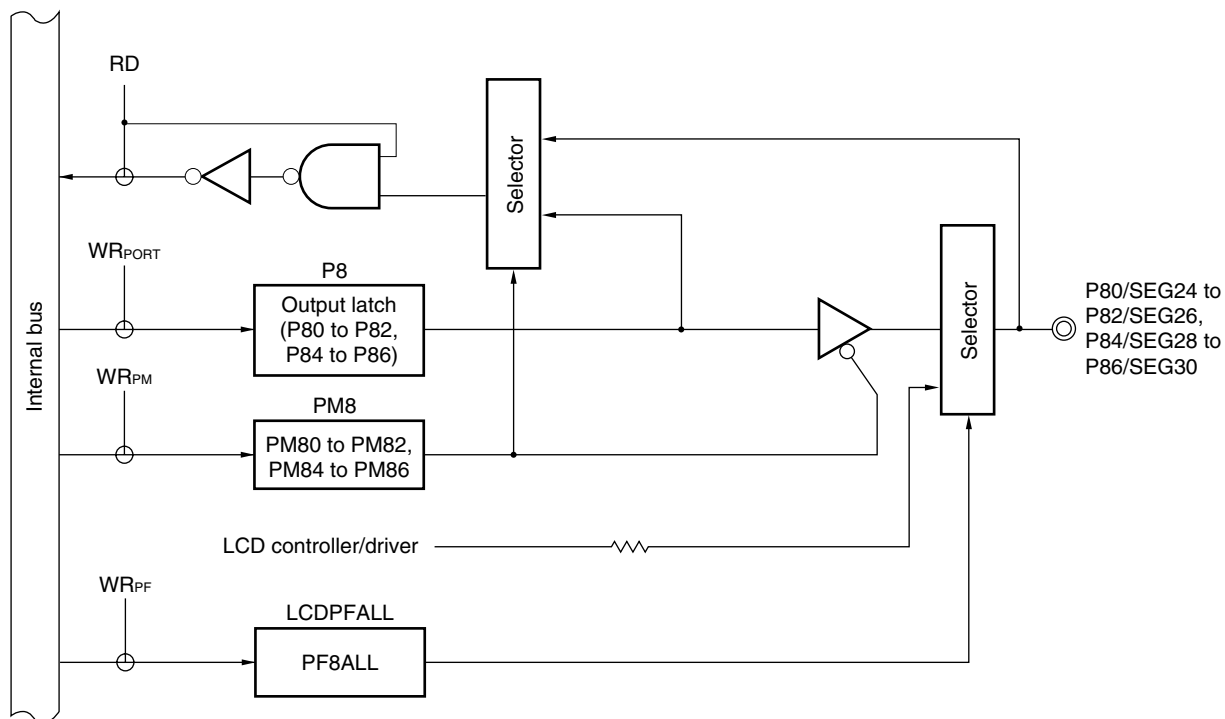 RD
Selector
WRPORT
P8
Output latch
(P80 to P82,
P84 to P86)
Internal bus
WRPM
PM8
PM80 to PM82,
PM84 to PM86
Selector
P80/SEG24 to
P82/SEG26,
P84/SEG28 to
P86/SEG30
LCD controller/driver
WRPF
LCDPFALL
PF8ALL